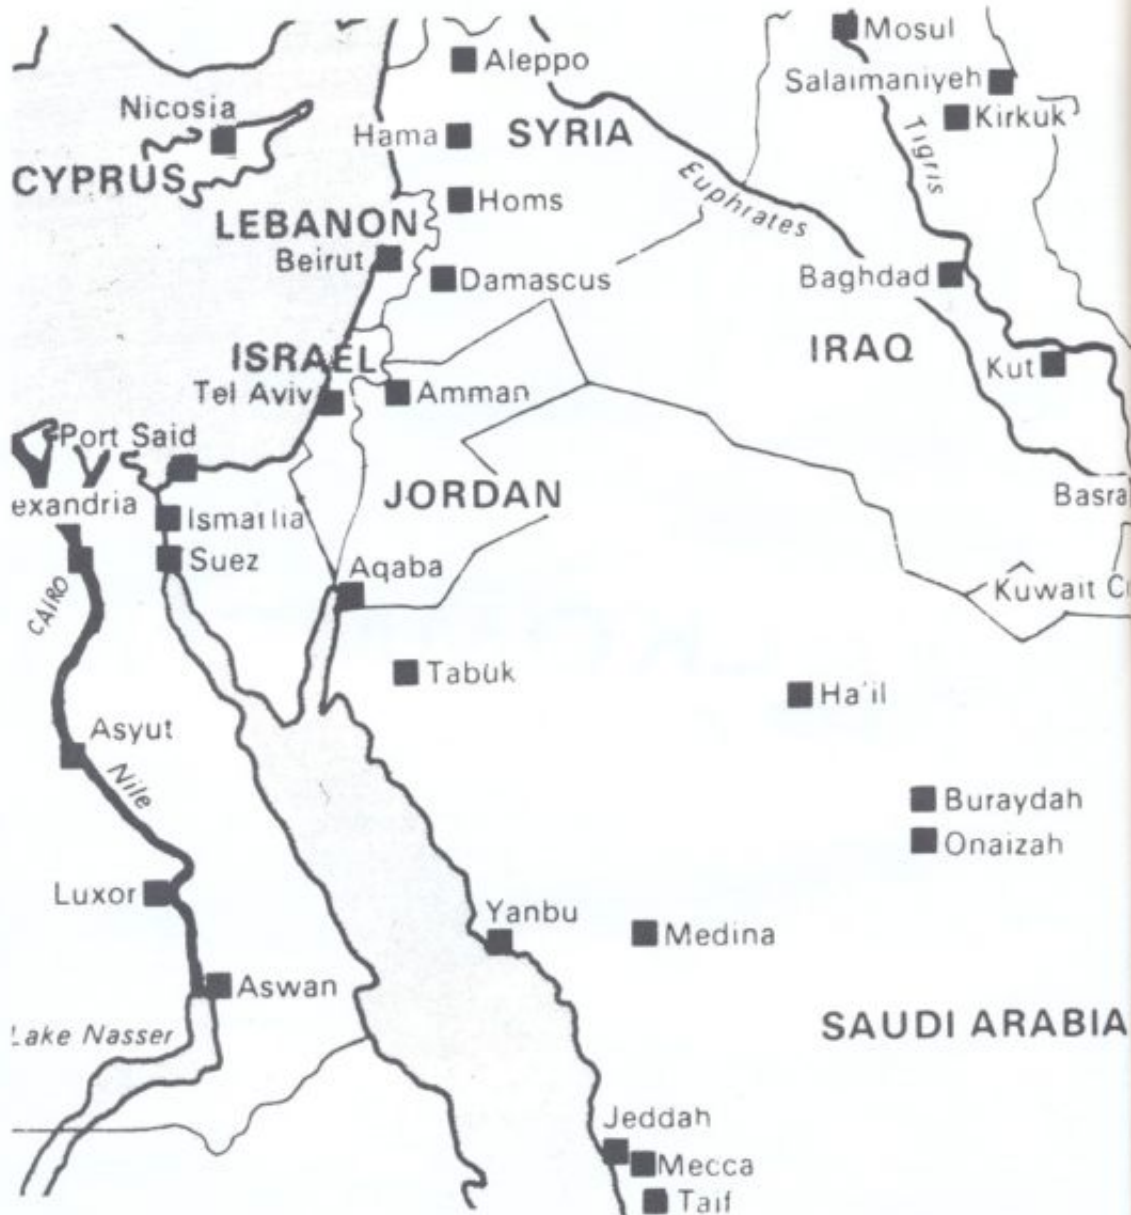 Mosul
Aleppo
Salaimaniyeh
Nicosia
Kirkuk
Hama
SYRIA
Tigris
CYPRUS
Euphrates
Homs
LEBANON
Beirut
Damascus
Baghdad
ISRAEL
IRAQ
Kut
Tel Aviv
Amman
Port Said
JORDAN
Basra
exandria
Ismailia
Suez
Aqaba
CAIRO
Kuwait Ci
Tabuk
Ha'il
Asyut
Nile
Buraydah
Onaizah
Luxor
Yanbu
Medina
Aswan
Lake Nasser
SAUDI ARABIA
Jeddah
Mecca
Taif